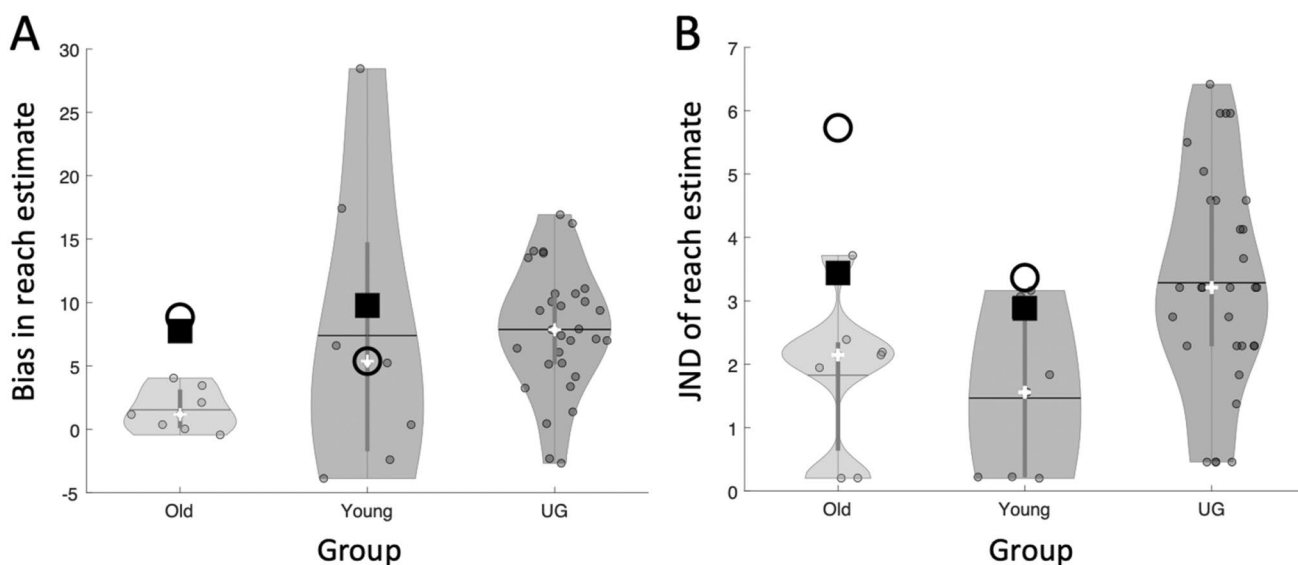 A
Bias in reach estimate
30
25
20
15
10
5
0
-5
Old Young UG
Group
B
JND of reach estimate
7
6
5
4
3
2
1
0
Old Young UG
Group